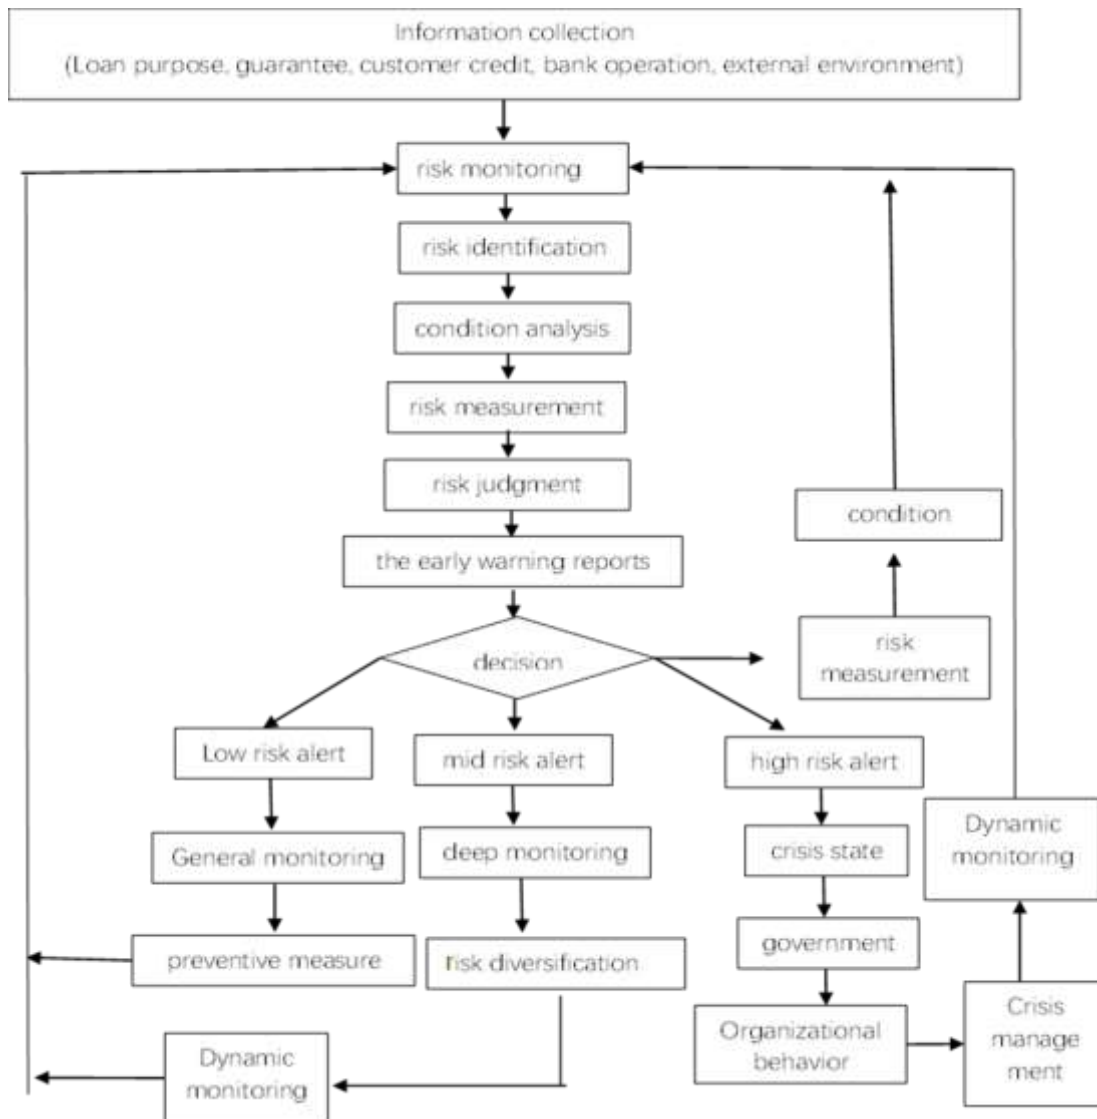 Information collection
(Loan purpose, guarantee, customer credit, bank operation, external environment)
risk monitoring
risk identification
condition analysis
risk measurement
risk judgment
condition
the early warning reports
decision
risk
measurement
Low risk alert
mid risk alert
high risk alert
General monitoring
deep monitoring
crisis state
Dynamic
monitoring
preventive measure
risk diversification
government
Organizational
behavior
Crisis
manage
ment
Dynamic
monitoring